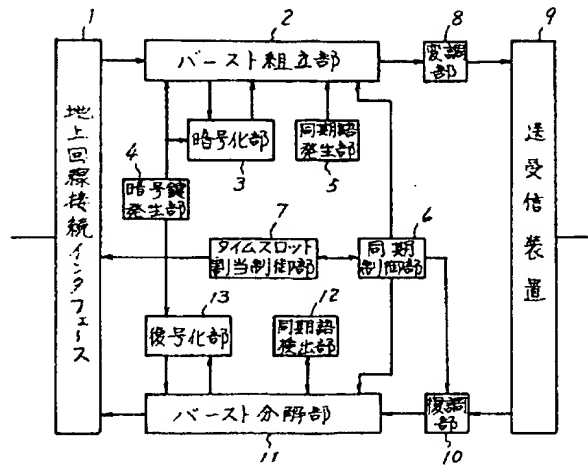 1
地上回線接続インタフェース
2
バースト組立部
8
変調部
9
送受信装置
暗号化部
3
同期語
発生部
5
4
暗号鍵
発生部
7
タイムスロット
割当制御部
6
同期
制御部
13
復号化部
12
同期語
検出部
バースト分解部
11
復調部
10